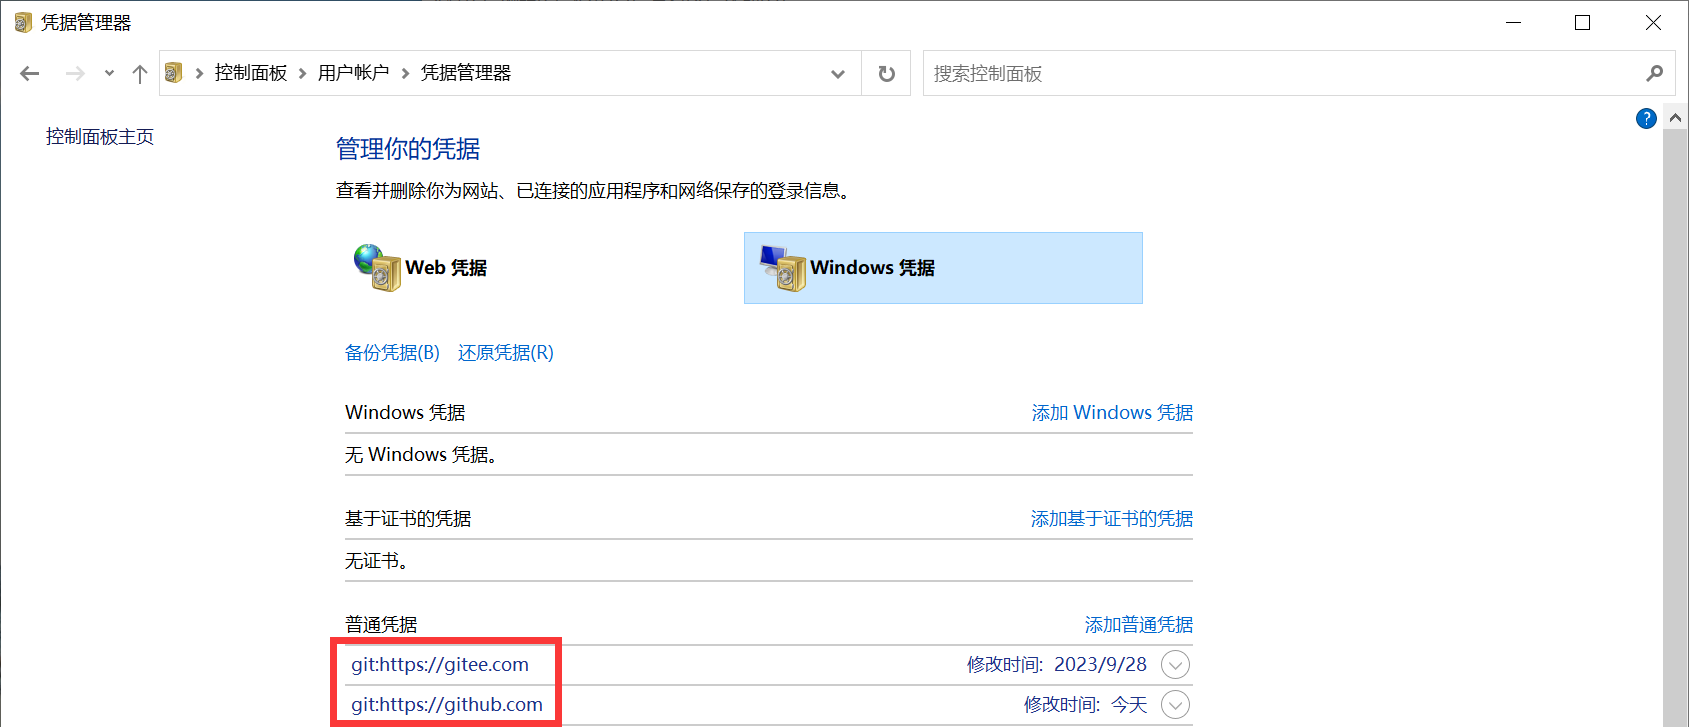 凭据管理器
控制面板 用户帐户 凭据管理器 搜索控制面板
控制面板主页
管理你的凭据
查看并删除你为网站、已连接的应用程序和网络保存的登录信息。
Web 凭据 Windows 凭据
备份凭据(B) 还原凭据(R)
Windows 凭据 添加 Windows 凭据
无 Windows 凭据。
基于证书的凭据 添加基于证书的凭据
无证书。
普通凭据 添加普通凭据
git:https://gitee.com 修改时间: 2023/9/28
git:https://github.com 修改时间: 今天